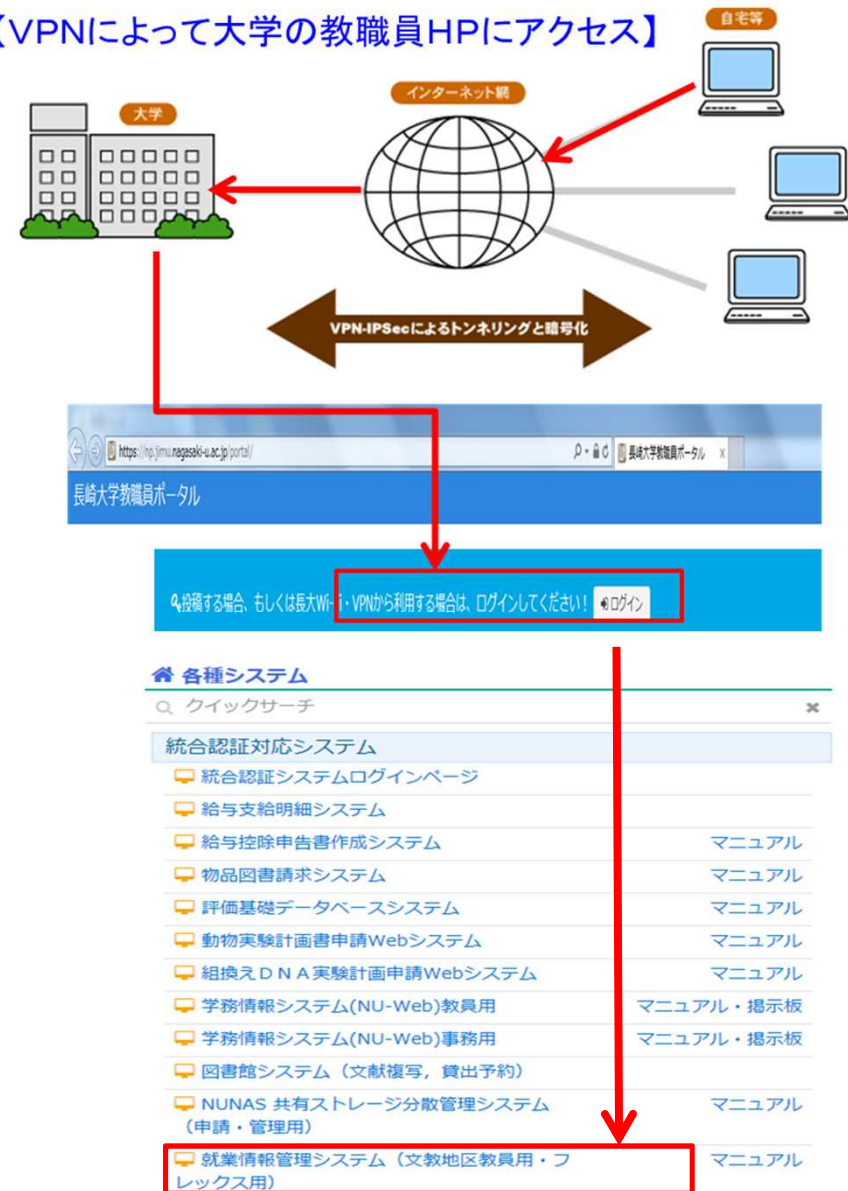 【VPNによって大学の教職員HPにアクセス】
自宅等
インターネット網
大学
VPN-IPSecによるトンネリングと暗号化
https://np.jimu.nagasaki-u.ac.jp/portal/
長崎大学教職員ポータル x
長崎大学教職員ポータル
投稿する場合、もしくは長大Wi-Fi・VPNから利用する場合は、ログインしてください！ ログイン
各種システム
クイックサーチ
統合認証対応システム
統合認証システムログインページ
給与支給明細システム
給与控除申告書作成システム マニュアル
物品図書請求システム マニュアル
評価基礎データベースシステム マニュアル
動物実験計画書申請Webシステム マニュアル
組換えＤＮＡ実験計画申請Webシステム マニュアル
学務情報システム(NU-Web)教員用 マニュアル・掲示板
学務情報システム(NU-Web)事務用 マニュアル・掲示板
図書館システム（文献複写，貸出予約）
NUNAS 共有ストレージ分散管理システム マニュアル
（申請・管理用）
就業情報管理システム（文教地区教員用・フ マニュアル
レックス用）